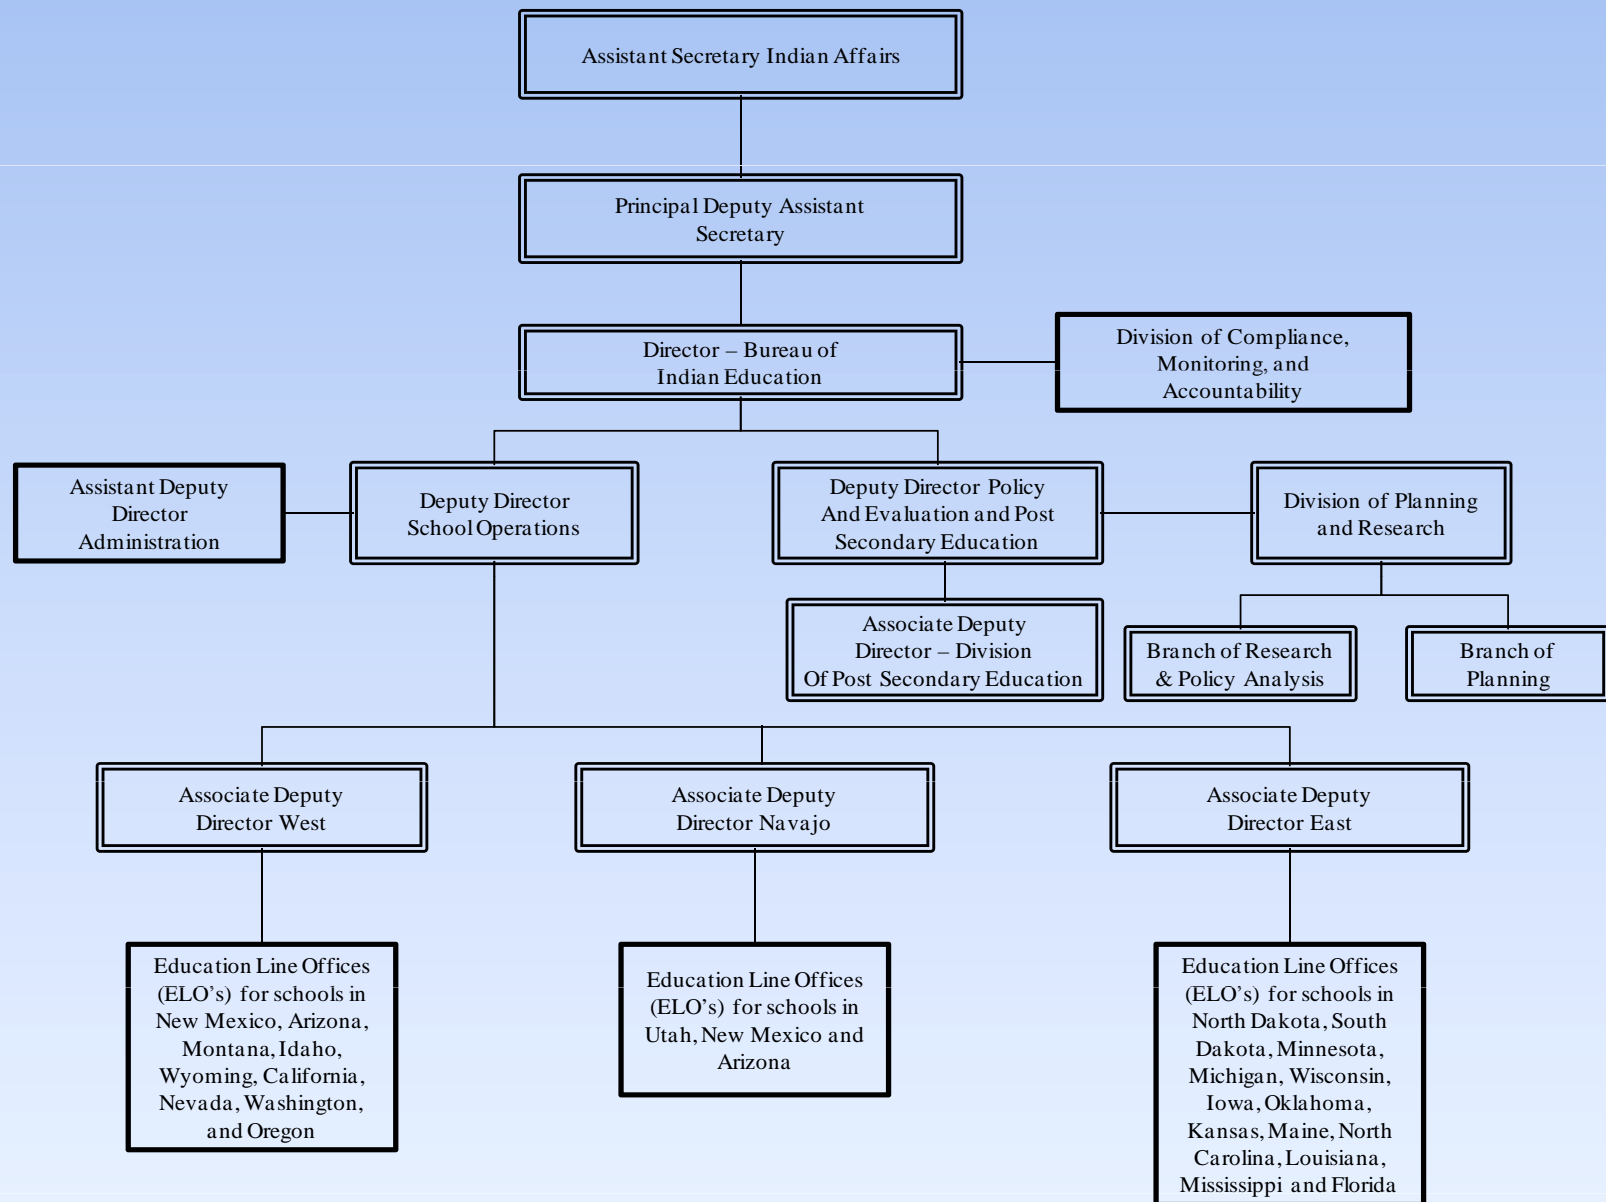 Assistant Secretary Indian Affairs
Principal Deputy Assistant
Secretary
Director – Bureau of
Indian Education
Division of Compliance,
Monitoring, and
Accountability
Assistant Deputy
Director
Administration
Deputy Director
School Operations
Deputy Director Policy
And Evaluation and Post
Secondary Education
Division of Planning
and Research
Associate Deputy
Director – Division
Of Post Secondary Education
Branch of Research
& Policy Analysis
Branch of
Planning
Associate Deputy
Director West
Associate Deputy
Director Navajo
Associate Deputy
Director East
Education Line Offices
(ELO’s) for schools in
New Mexico, Arizona,
Montana, Idaho,
Wyoming, California,
Nevada, Washington,
and Oregon
Education Line Offices
(ELO’s) for schools in
Utah, New Mexico and
Arizona
Education Line Offices
(ELO’s) for schools in
North Dakota, South
Dakota, Minnesota,
Michigan, Wisconsin,
Iowa, Oklahoma,
Kansas, Maine, North
Carolina, Louisiana,
Mississippi and Florida